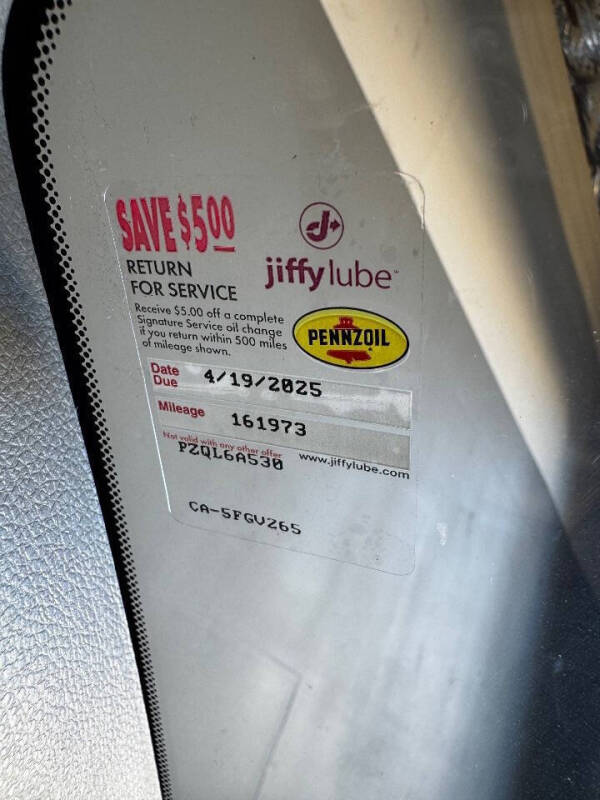 SAVE $5.00
jiffy lube
RETURN
FOR SERVICE
Receive $5.00 off a complete
Signature Service oil change
if you return within 500 miles
of mileage shown.
PENNZOIL
Date
Due
4/19/2025
Mileage
161973
Not valid with any other offer
PZQL6A530
www.jiffylube.com
CA-5FGV265